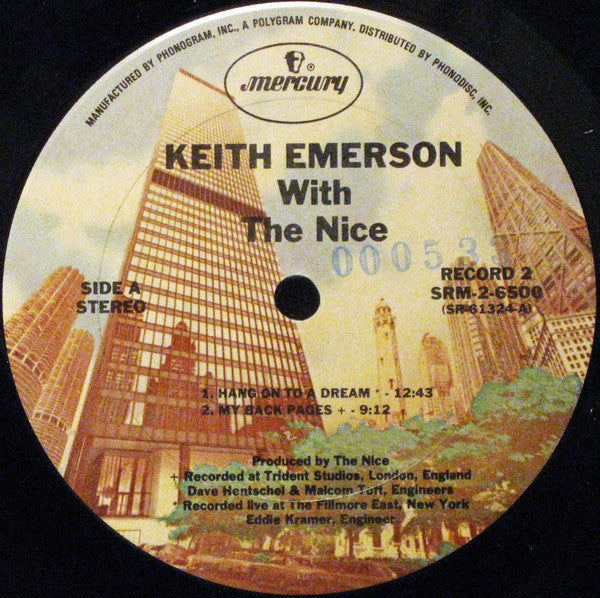 MANUFACTURED BY PHONOGRAM, INC., A POLYGRAM COMPANY. DISTRIBUTED BY PHONODISC, INC.
mercury
®
KEITH EMERSON
With
The Nice
000533
SIDE A
STEREO
RECORD 2
SRM-2-6500
(SR-61324-A)
1. HANG ON TO A DREAM * - 12:43
2. MY BACK PAGES + - 9:12
Produced by The Nice
+ Recorded at Trident Studios, London, England
Dave Hentschel & Malcom Toft, Engineers
* Recorded live at The Fillmore East, New York
Eddie Kramer, Engineer